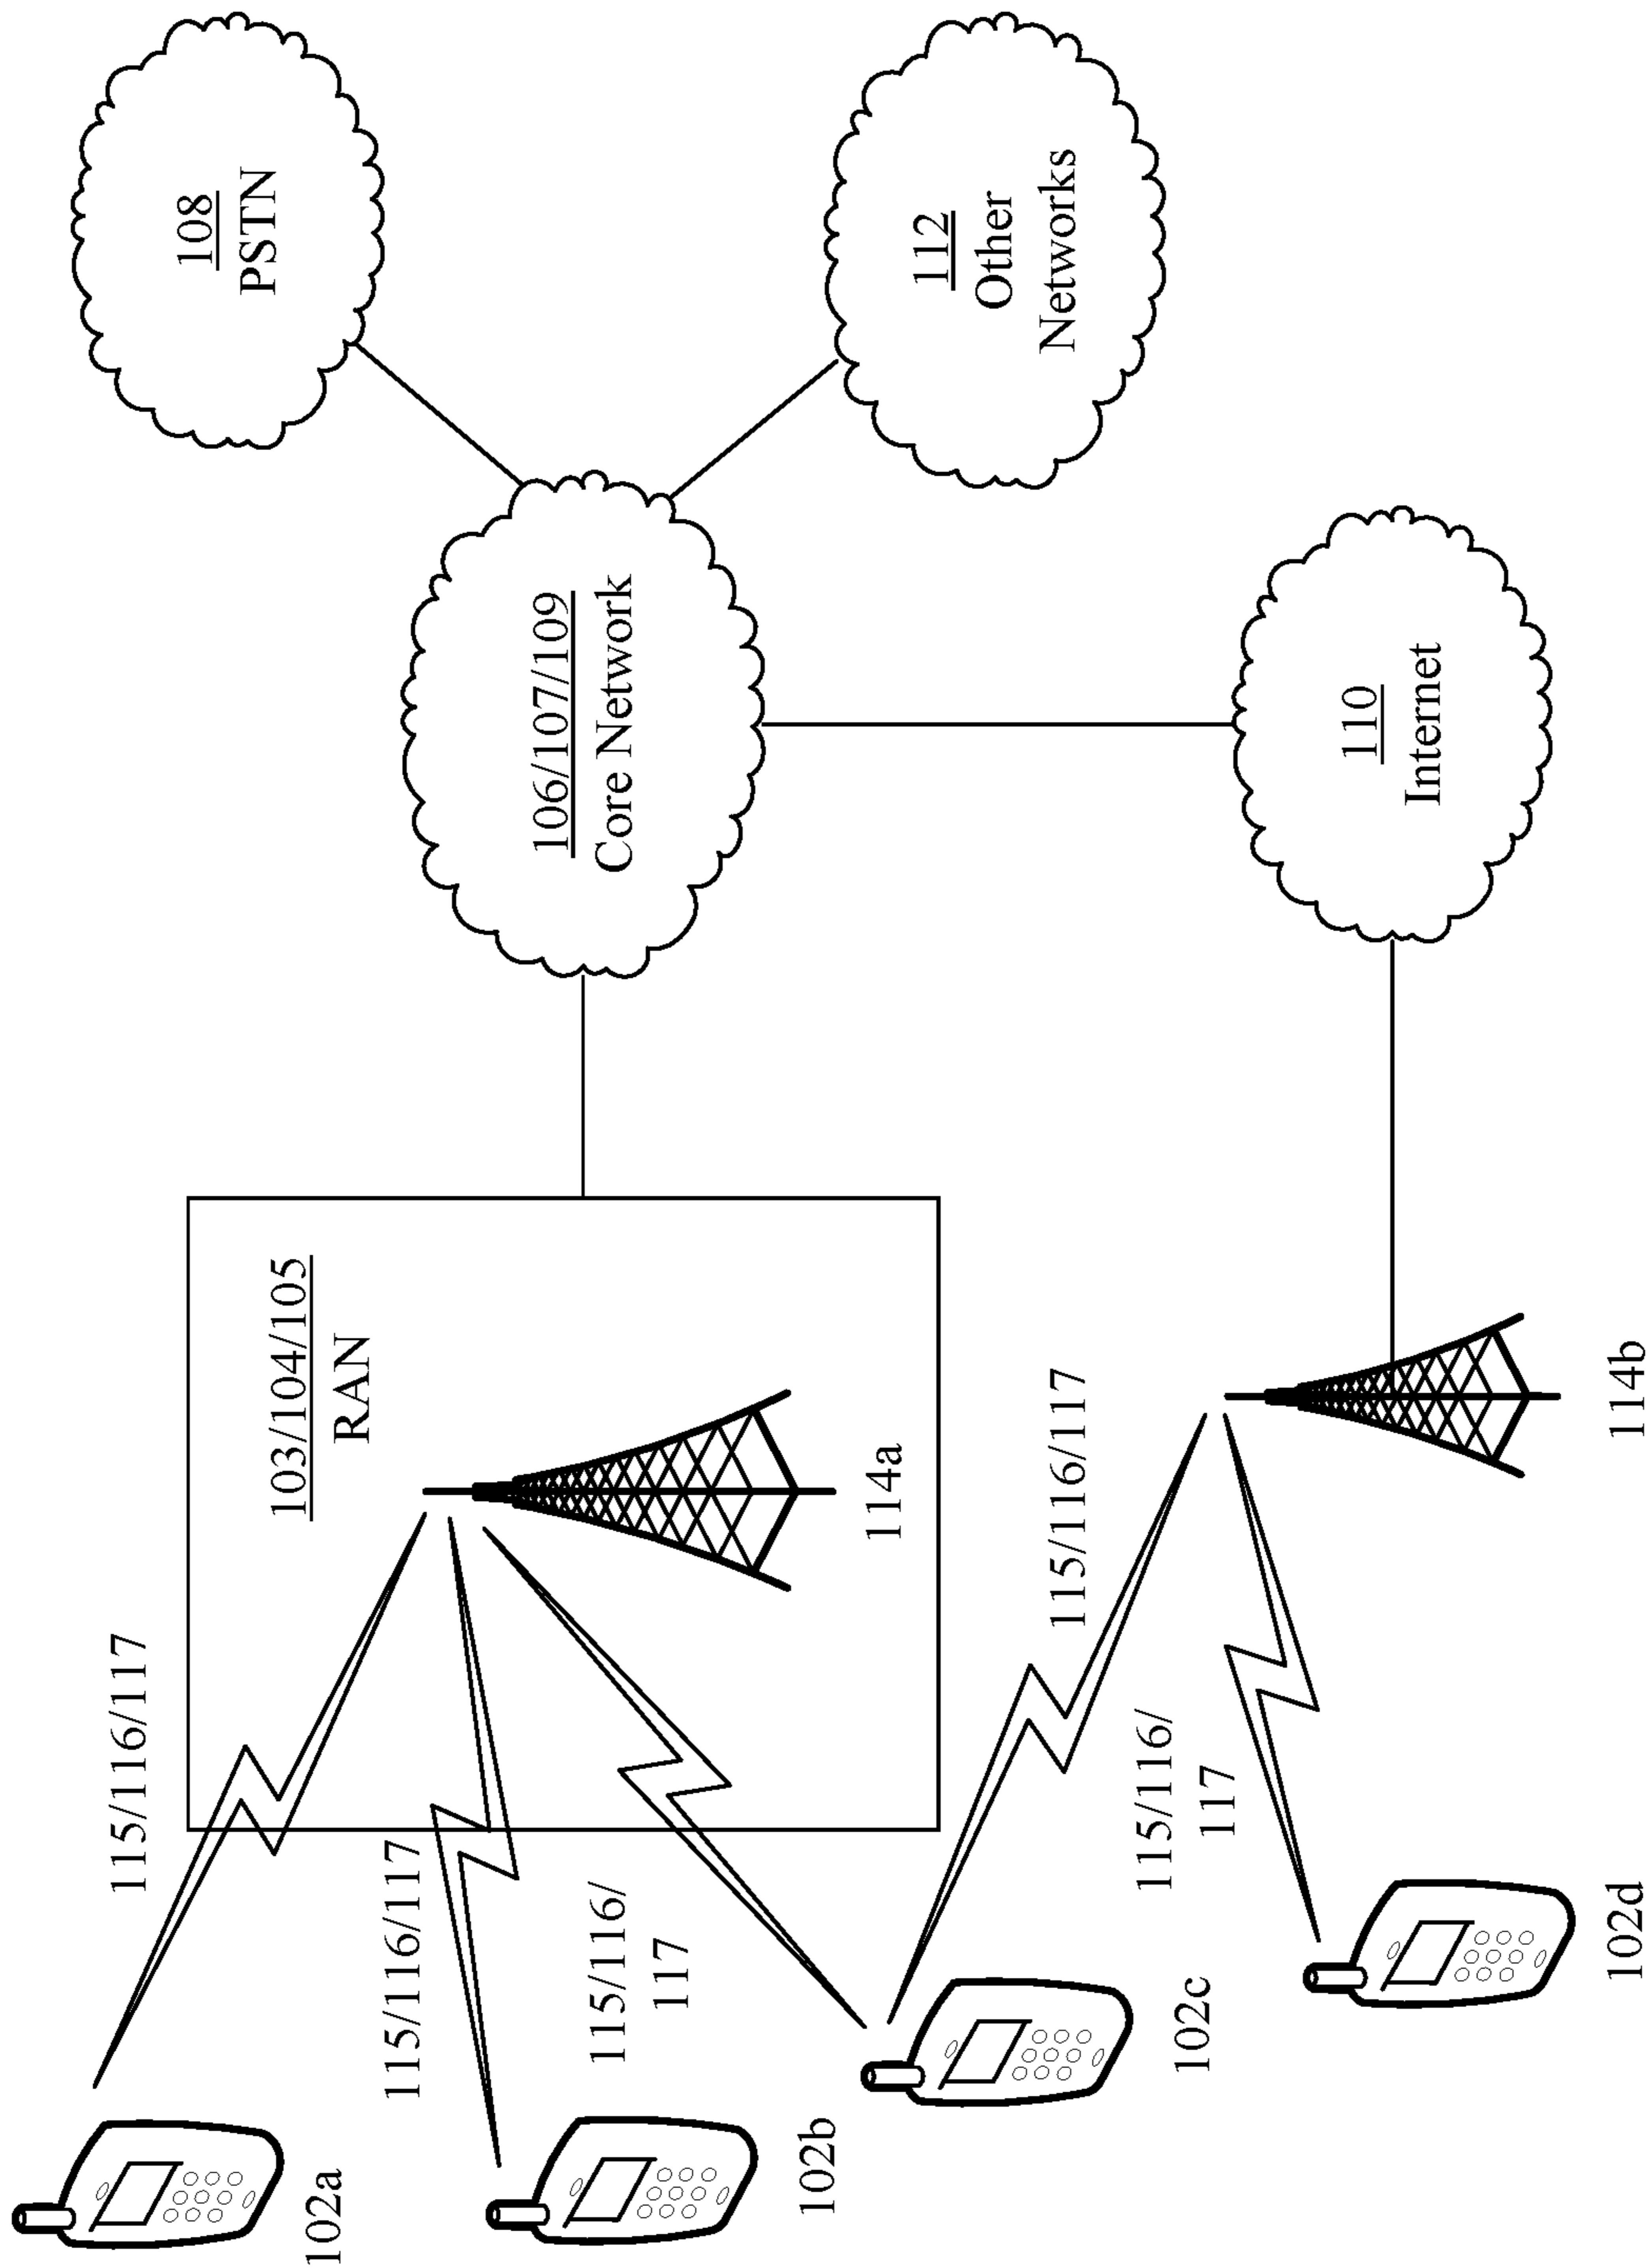 102a
115/116/117
103/104/105
RAN
108
PSTN
102b
115/116/117
115/116/
117
114a
106/107/109
Core Network
112
Other
Networks
102c
115/116/117
115/116/
117
102d
114b
110
Internet